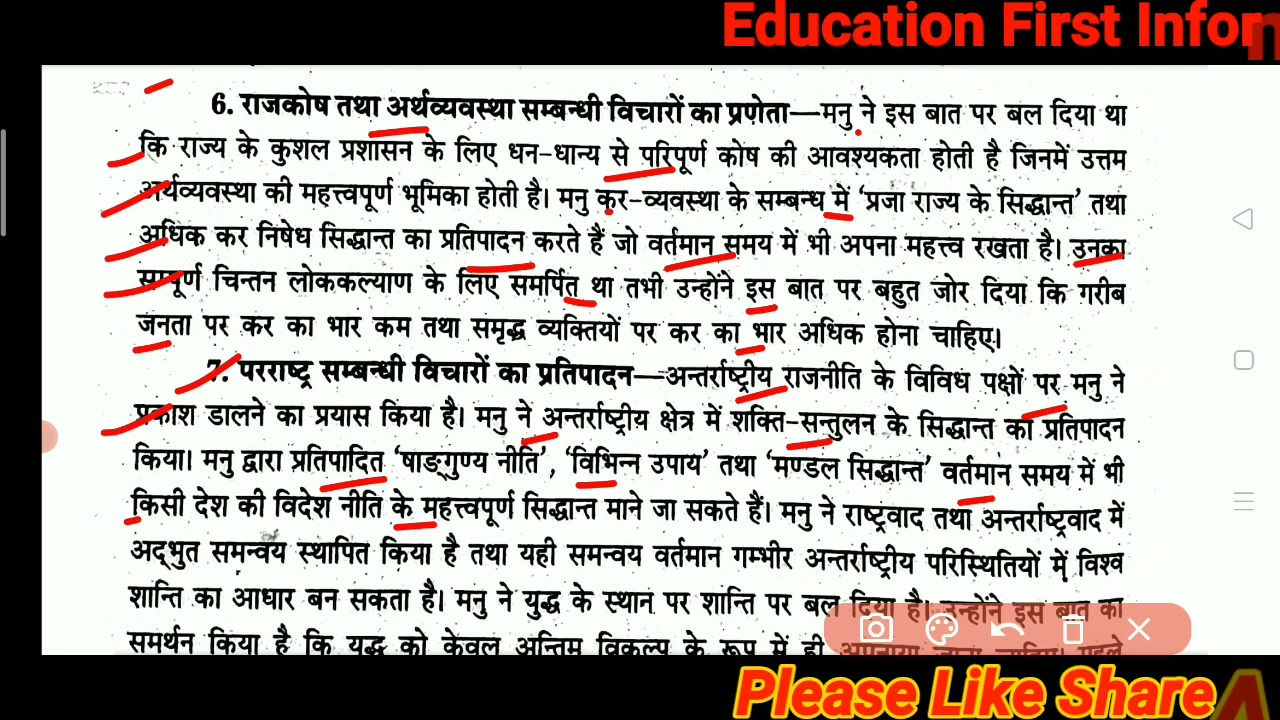 Education First Infor
6. राजकोष तथा अर्थव्यवस्था सम्बन्धी विचारों का प्रणेता—मनु ने इस बात पर बल दिया था
कि राज्य के कुशल प्रशासन के लिए धन-धान्य से परिपूर्ण कोष की आवश्यकता होती है जिनमें उत्तम
अर्थव्यवस्था की महत्त्वपूर्ण भूमिका होती है। मनु कर-व्यवस्था के सम्बन्ध में ‘प्रजा राज्य के सिद्धान्त’ तथा
अधिक कर निषेध सिद्धान्त का प्रतिपादन करते हैं जो वर्तमान समय में भी अपना महत्त्व रखता है। उनका
सम्पूर्ण चिन्तन लोककल्याण के लिए समर्पित था तभी उन्होंने इस बात पर बहुत जोर दिया कि गरीब
जनता पर कर का भार कम तथा समृद्ध व्यक्तियों पर कर का भार अधिक होना चाहिए।
7. परराष्ट्र सम्बन्धी विचारों का प्रतिपादन—अन्तर्राष्ट्रीय राजनीति के विविध पक्षों पर मनु ने
प्रकाश डालने का प्रयास किया है। मनु ने अन्तर्राष्ट्रीय क्षेत्र में शक्ति-सन्तुलन के सिद्धान्त का प्रतिपादन
किया। मनु द्वारा प्रतिपादित ‘षाड्गुण्य नीति’, ‘विभिन्न उपाय’ तथा ‘मण्डल सिद्धान्त’ वर्तमान समय में भी
किसी देश की विदेश नीति के महत्त्वपूर्ण सिद्धान्त माने जा सकते हैं। मनु ने राष्ट्रवाद तथा अन्तर्राष्ट्रवाद में
अद्‌भुत समन्वय स्थापित किया है तथा यही समन्वय वर्तमान गम्भीर अन्तर्राष्ट्रीय परिस्थितियों में विश्व
शान्ति का आधार बन सकता है। मनु ने युद्ध के स्थान पर शान्ति पर बल दिया है। उन्होंने इस बात का
समर्थन किया है कि युद्ध को केवल अन्तिम विकल्प के रूप में ही
Please Like Share